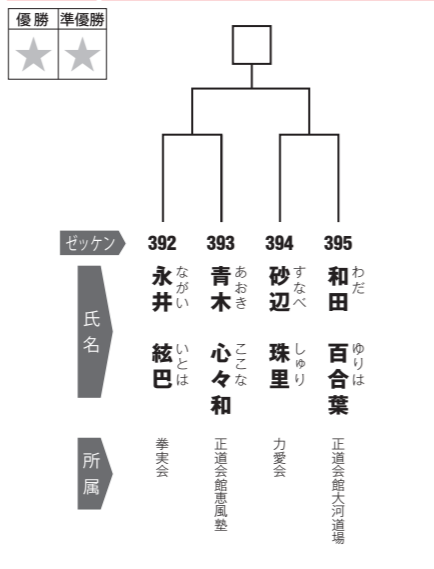 優勝 準優勝
ゼッケン 392 393 394 395
氏名
永井 絃巴
ながい いとは
青木 心々和
あおき ここな
砂辺 珠里
すなべ しゅり
和田 百合葉
わだ ゆりは
所属
拳実会
正道会館恵風塾
力愛会
正道会館大河道場